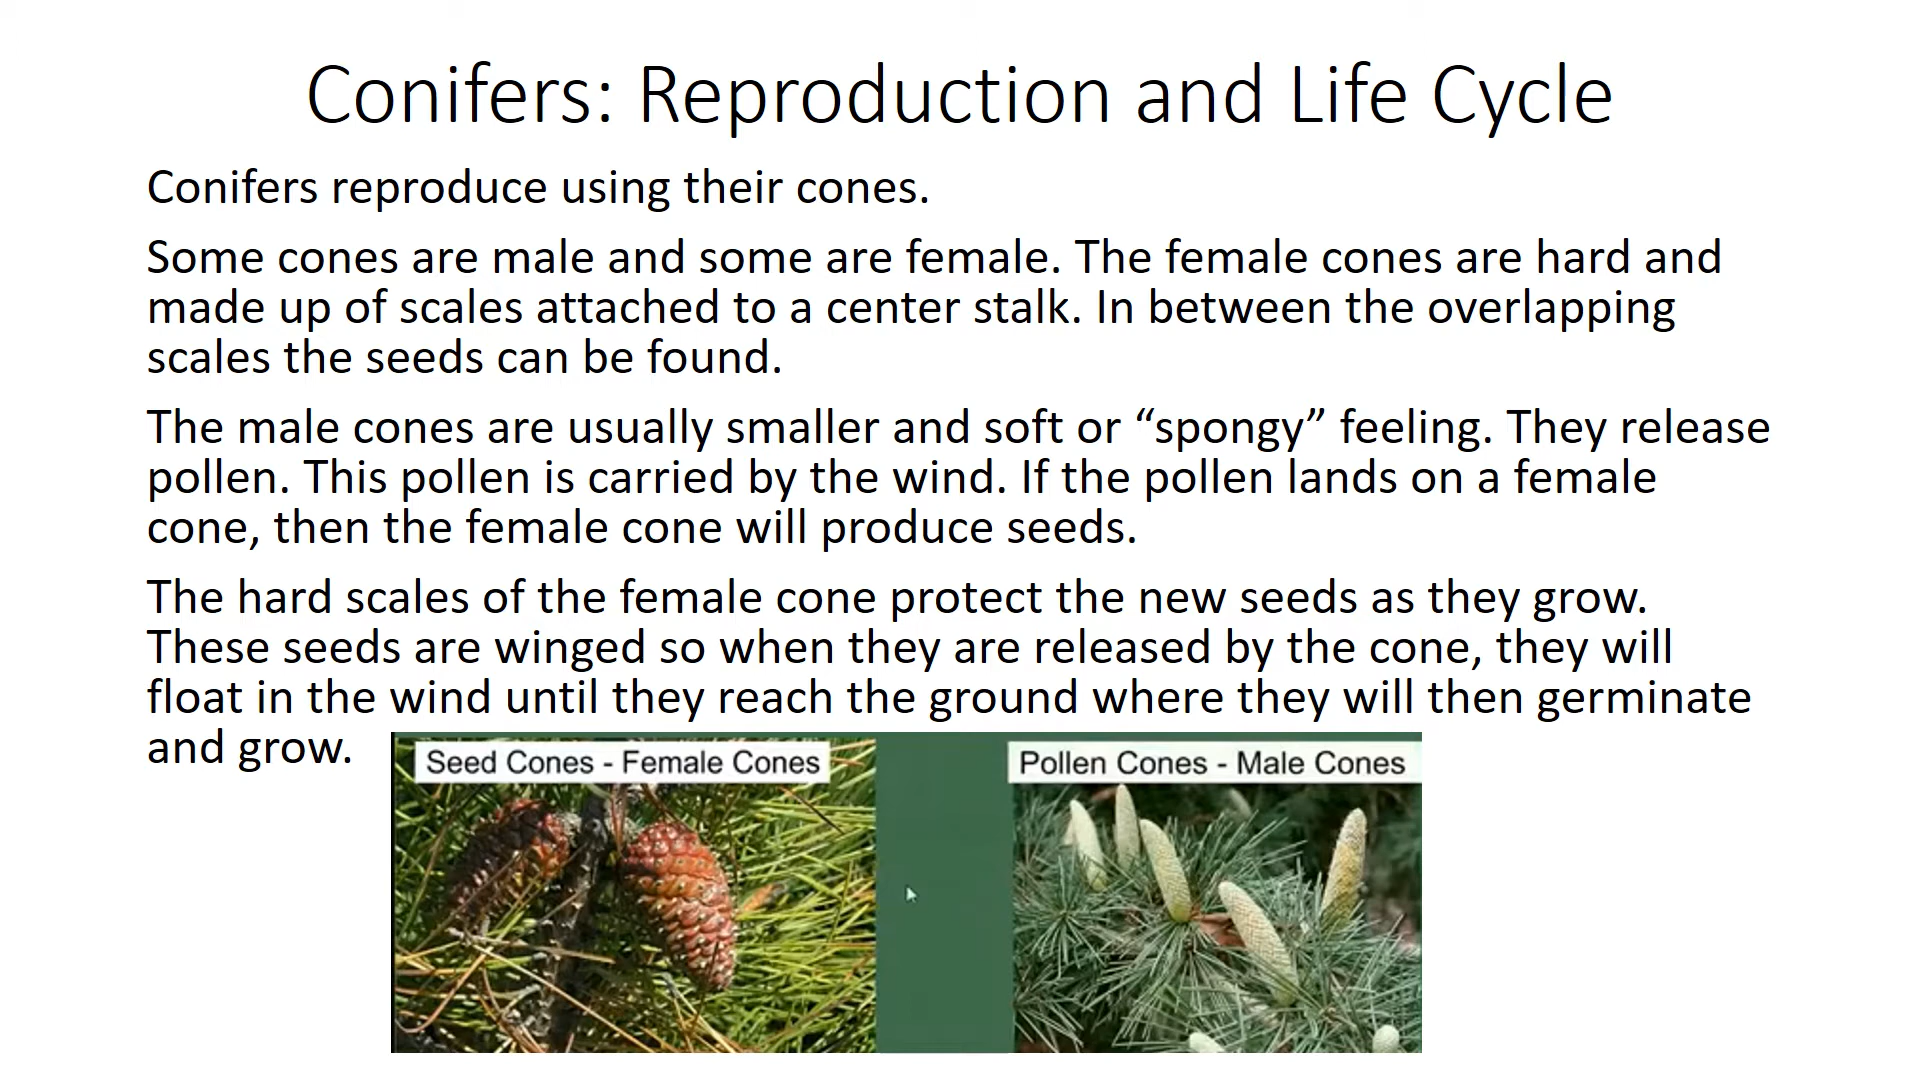 Conifers: Reproduction and Life Cycle
Conifers reproduce using their cones.
Some cones are male and some are female. The female cones are hard and
made up of scales attached to a center stalk. In between the overlapping
scales the seeds can be found.
The male cones are usually smaller and soft or “spongy” feeling. They release
pollen. This pollen is carried by the wind. If the pollen lands on a female
cone, then the female cone will produce seeds.
The hard scales of the female cone protect the new seeds as they grow.
These seeds are winged so when they are released by the cone, they will
float in the wind until they reach the ground where they will then germinate
and grow.
Seed Cones - Female Cones
Pollen Cones - Male Cones